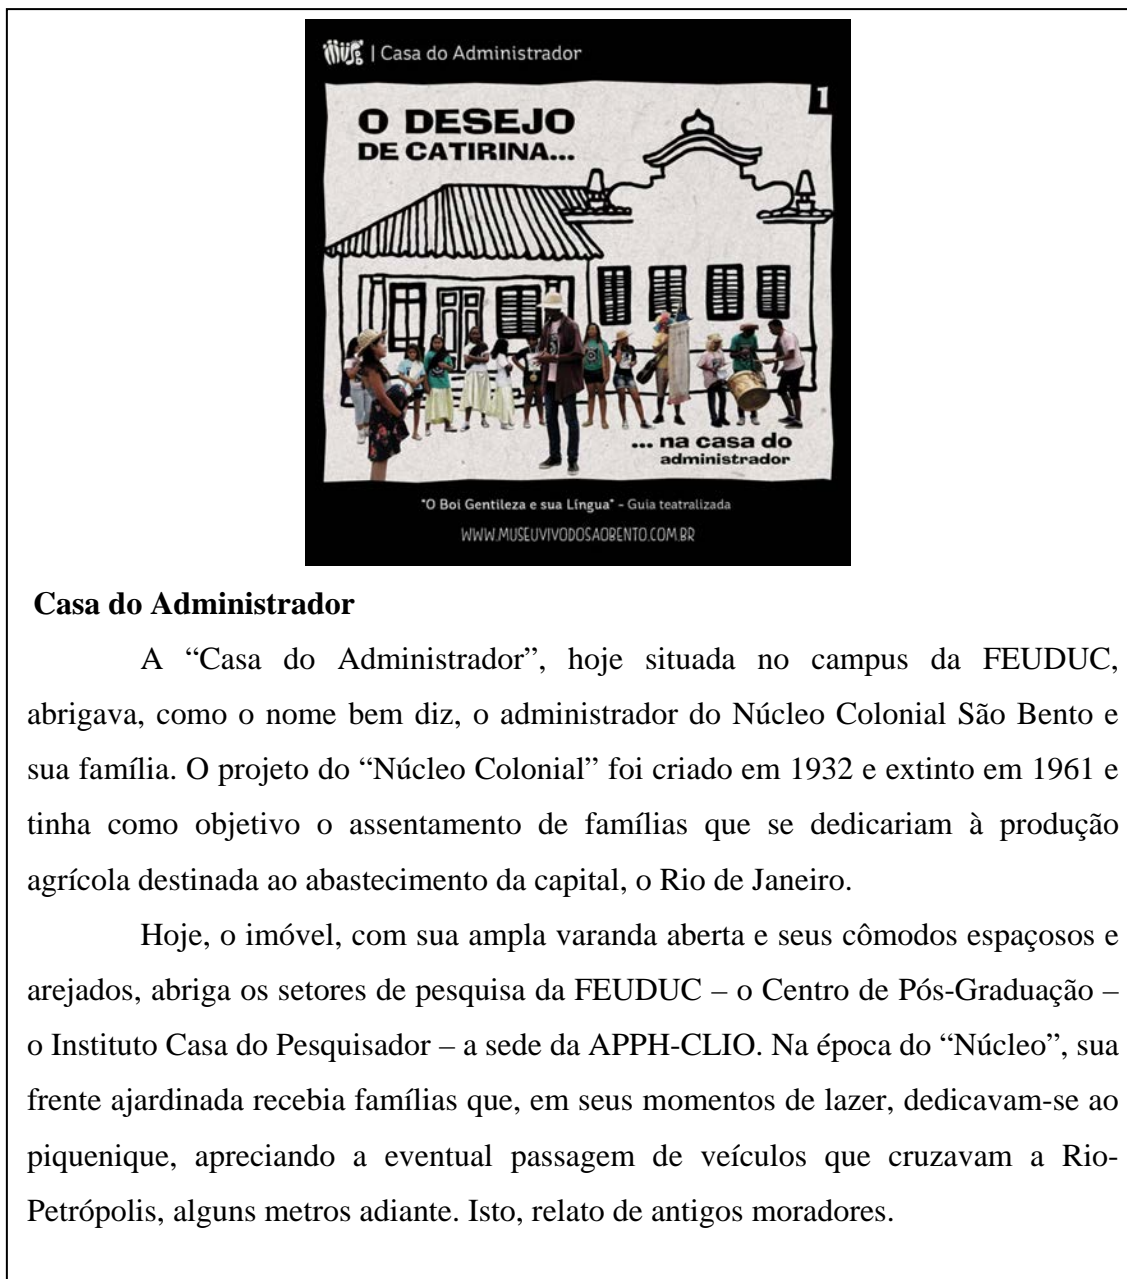 | Casa do Administrador
1
O DESEJO
DE CATIRINA...
... na casa do
administrador
"O Boi Gentileza e sua Língua" - Guia teatralizada
WWW.MUSEUVIVODOSAOBENTO.COM.BR
Casa do Administrador
A “Casa do Administrador”, hoje situada no campus da FEUDUC,
abrigava, como o nome bem diz, o administrador do Núcleo Colonial São Bento e
sua família. O projeto do “Núcleo Colonial” foi criado em 1932 e extinto em 1961 e
tinha como objetivo o assentamento de famílias que se dedicariam à produção
agrícola destinada ao abastecimento da capital, o Rio de Janeiro.
Hoje, o imóvel, com sua ampla varanda aberta e seus cômodos espaçosos e
arejados, abriga os setores de pesquisa da FEUDUC – o Centro de Pós-Graduação –
o Instituto Casa do Pesquisador – a sede da APPH-CLIO. Na época do “Núcleo”, sua
frente ajardinada recebia famílias que, em seus momentos de lazer, dedicavam-se ao
piquenique, apreciando a eventual passagem de veículos que cruzavam a Rio-
Petrópolis, alguns metros adiante. Isto, relato de antigos moradores.